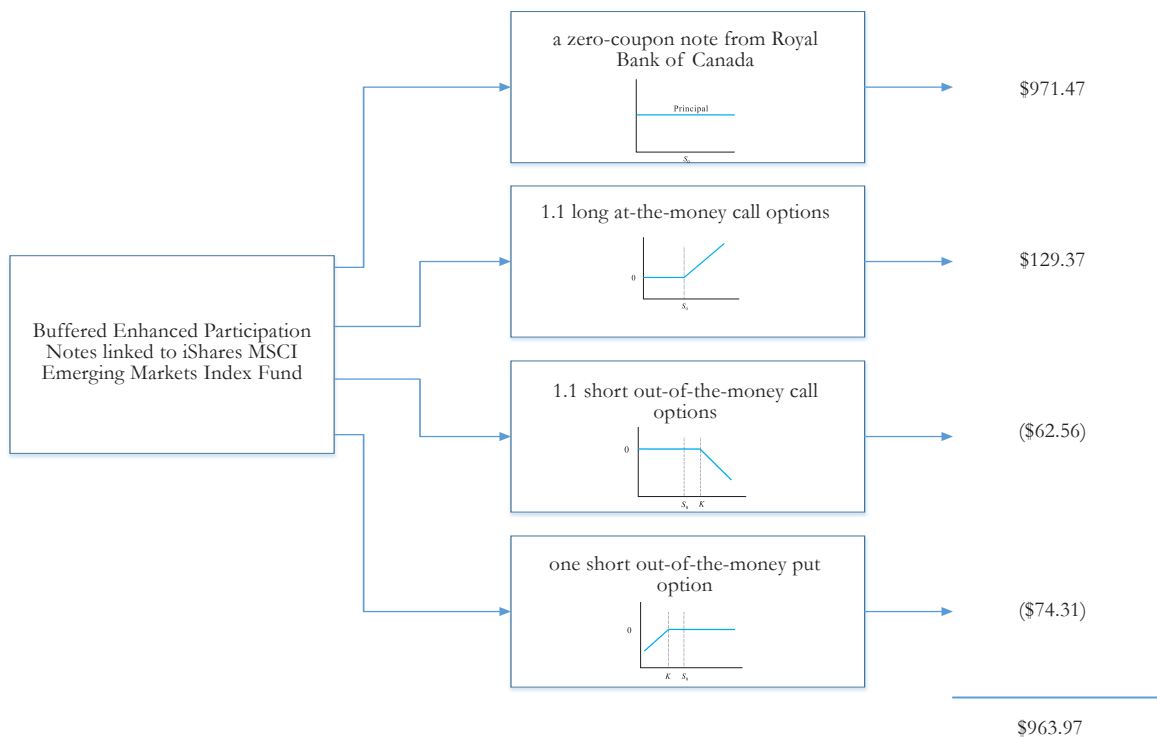 a zero-coupon note from Royal
Bank of Canada
Principal
S₀
$971.47
1.1 long at-the-money call options
0
S₀
$129.37
Buffered Enhanced Participation
Notes linked to iShares MSCI
Emerging Markets Index Fund
1.1 short out-of-the-money call
options
0
S₀ K
($62.56)
one short out-of-the-money put
option
0
K S₀
($74.31)
$963.97